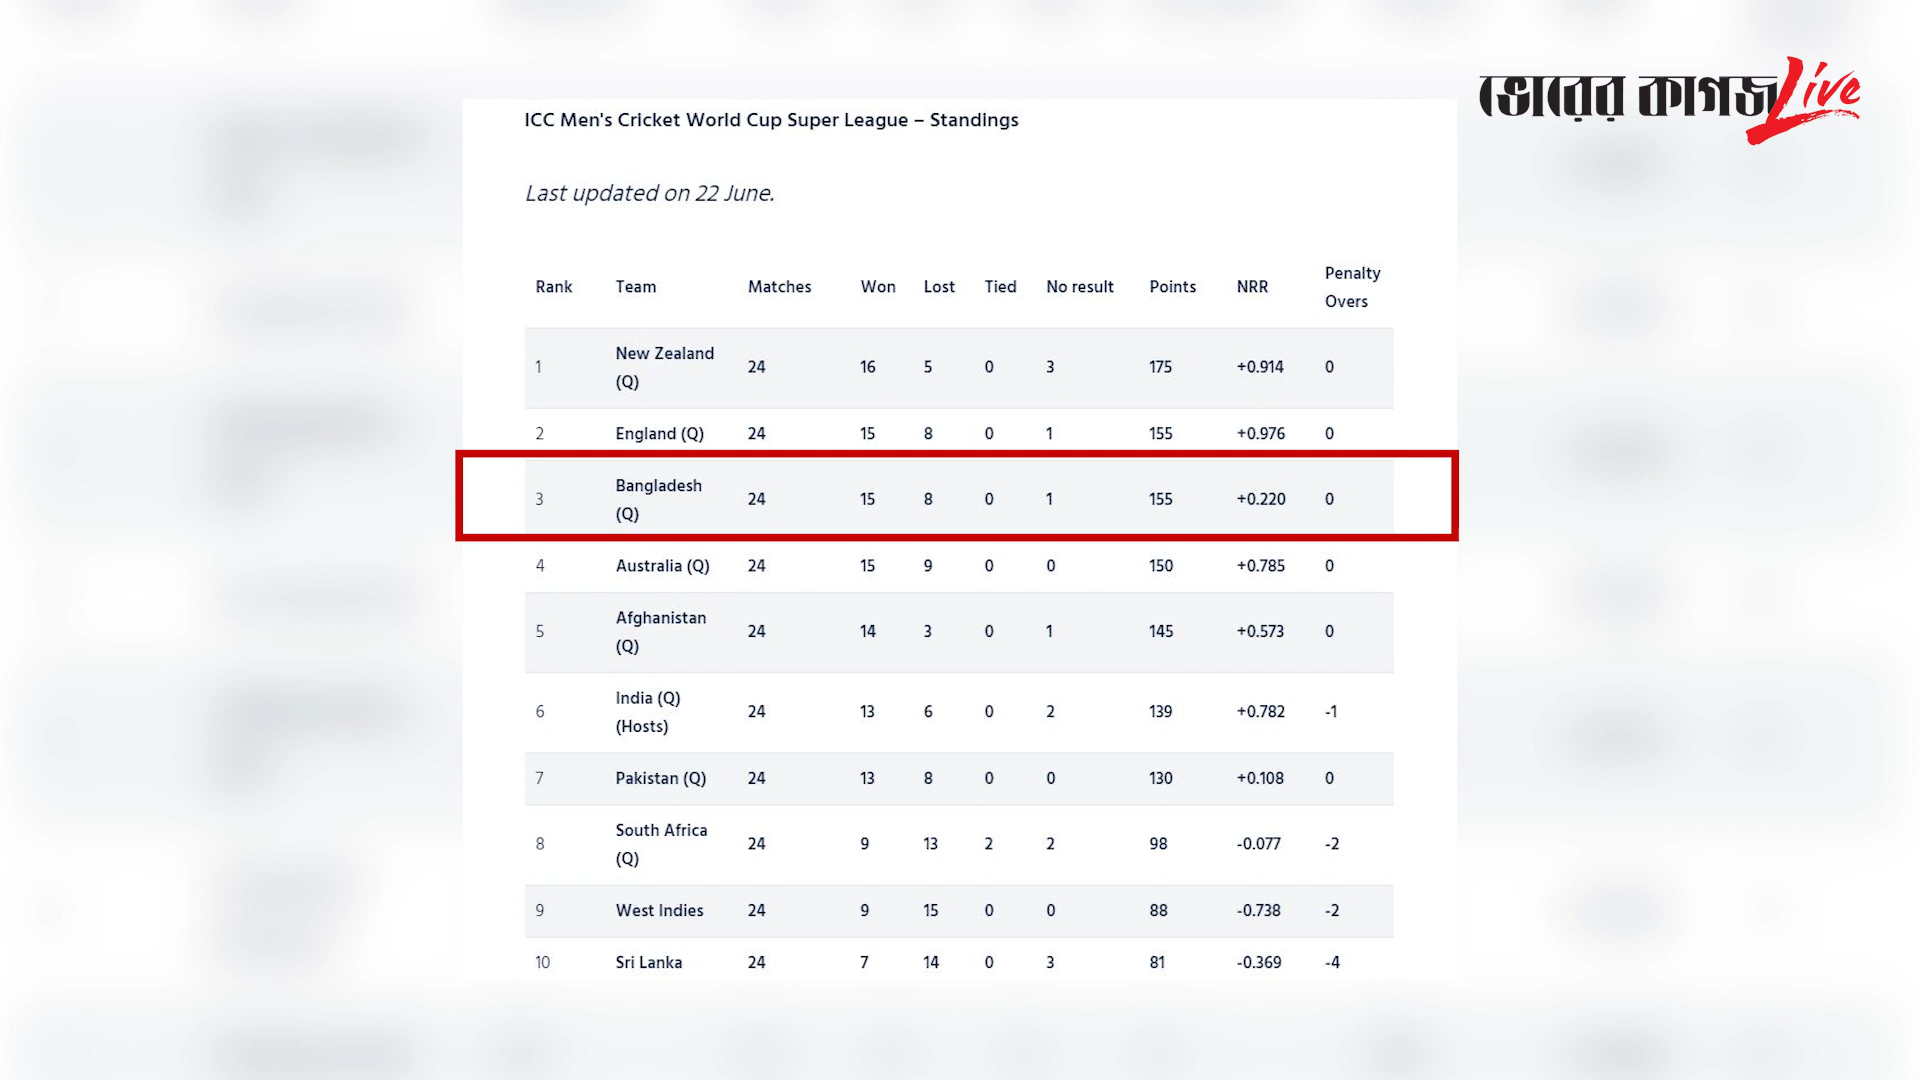 ভোরের কাগজ Live
ICC Men's Cricket World Cup Super League – Standings
Last updated on 22 June.
Rank Team Matches Won Lost Tied No result Points NRR Penalty Overs
1 New Zealand (Q) 24 16 5 0 3 175 +0.914 0
2 England (Q) 24 15 8 0 1 155 +0.976 0
3 Bangladesh (Q) 24 15 8 0 1 155 +0.220 0
4 Australia (Q) 24 15 9 0 0 150 +0.785 0
5 Afghanistan (Q) 24 14 3 0 1 145 +0.573 0
6 India (Q) (Hosts) 24 13 6 0 2 139 +0.782 -1
7 Pakistan (Q) 24 13 8 0 0 130 +0.108 0
8 South Africa (Q) 24 9 13 2 2 98 -0.077 -2
9 West Indies 24 9 15 0 0 88 -0.738 -2
10 Sri Lanka 24 7 14 0 3 81 -0.369 -4